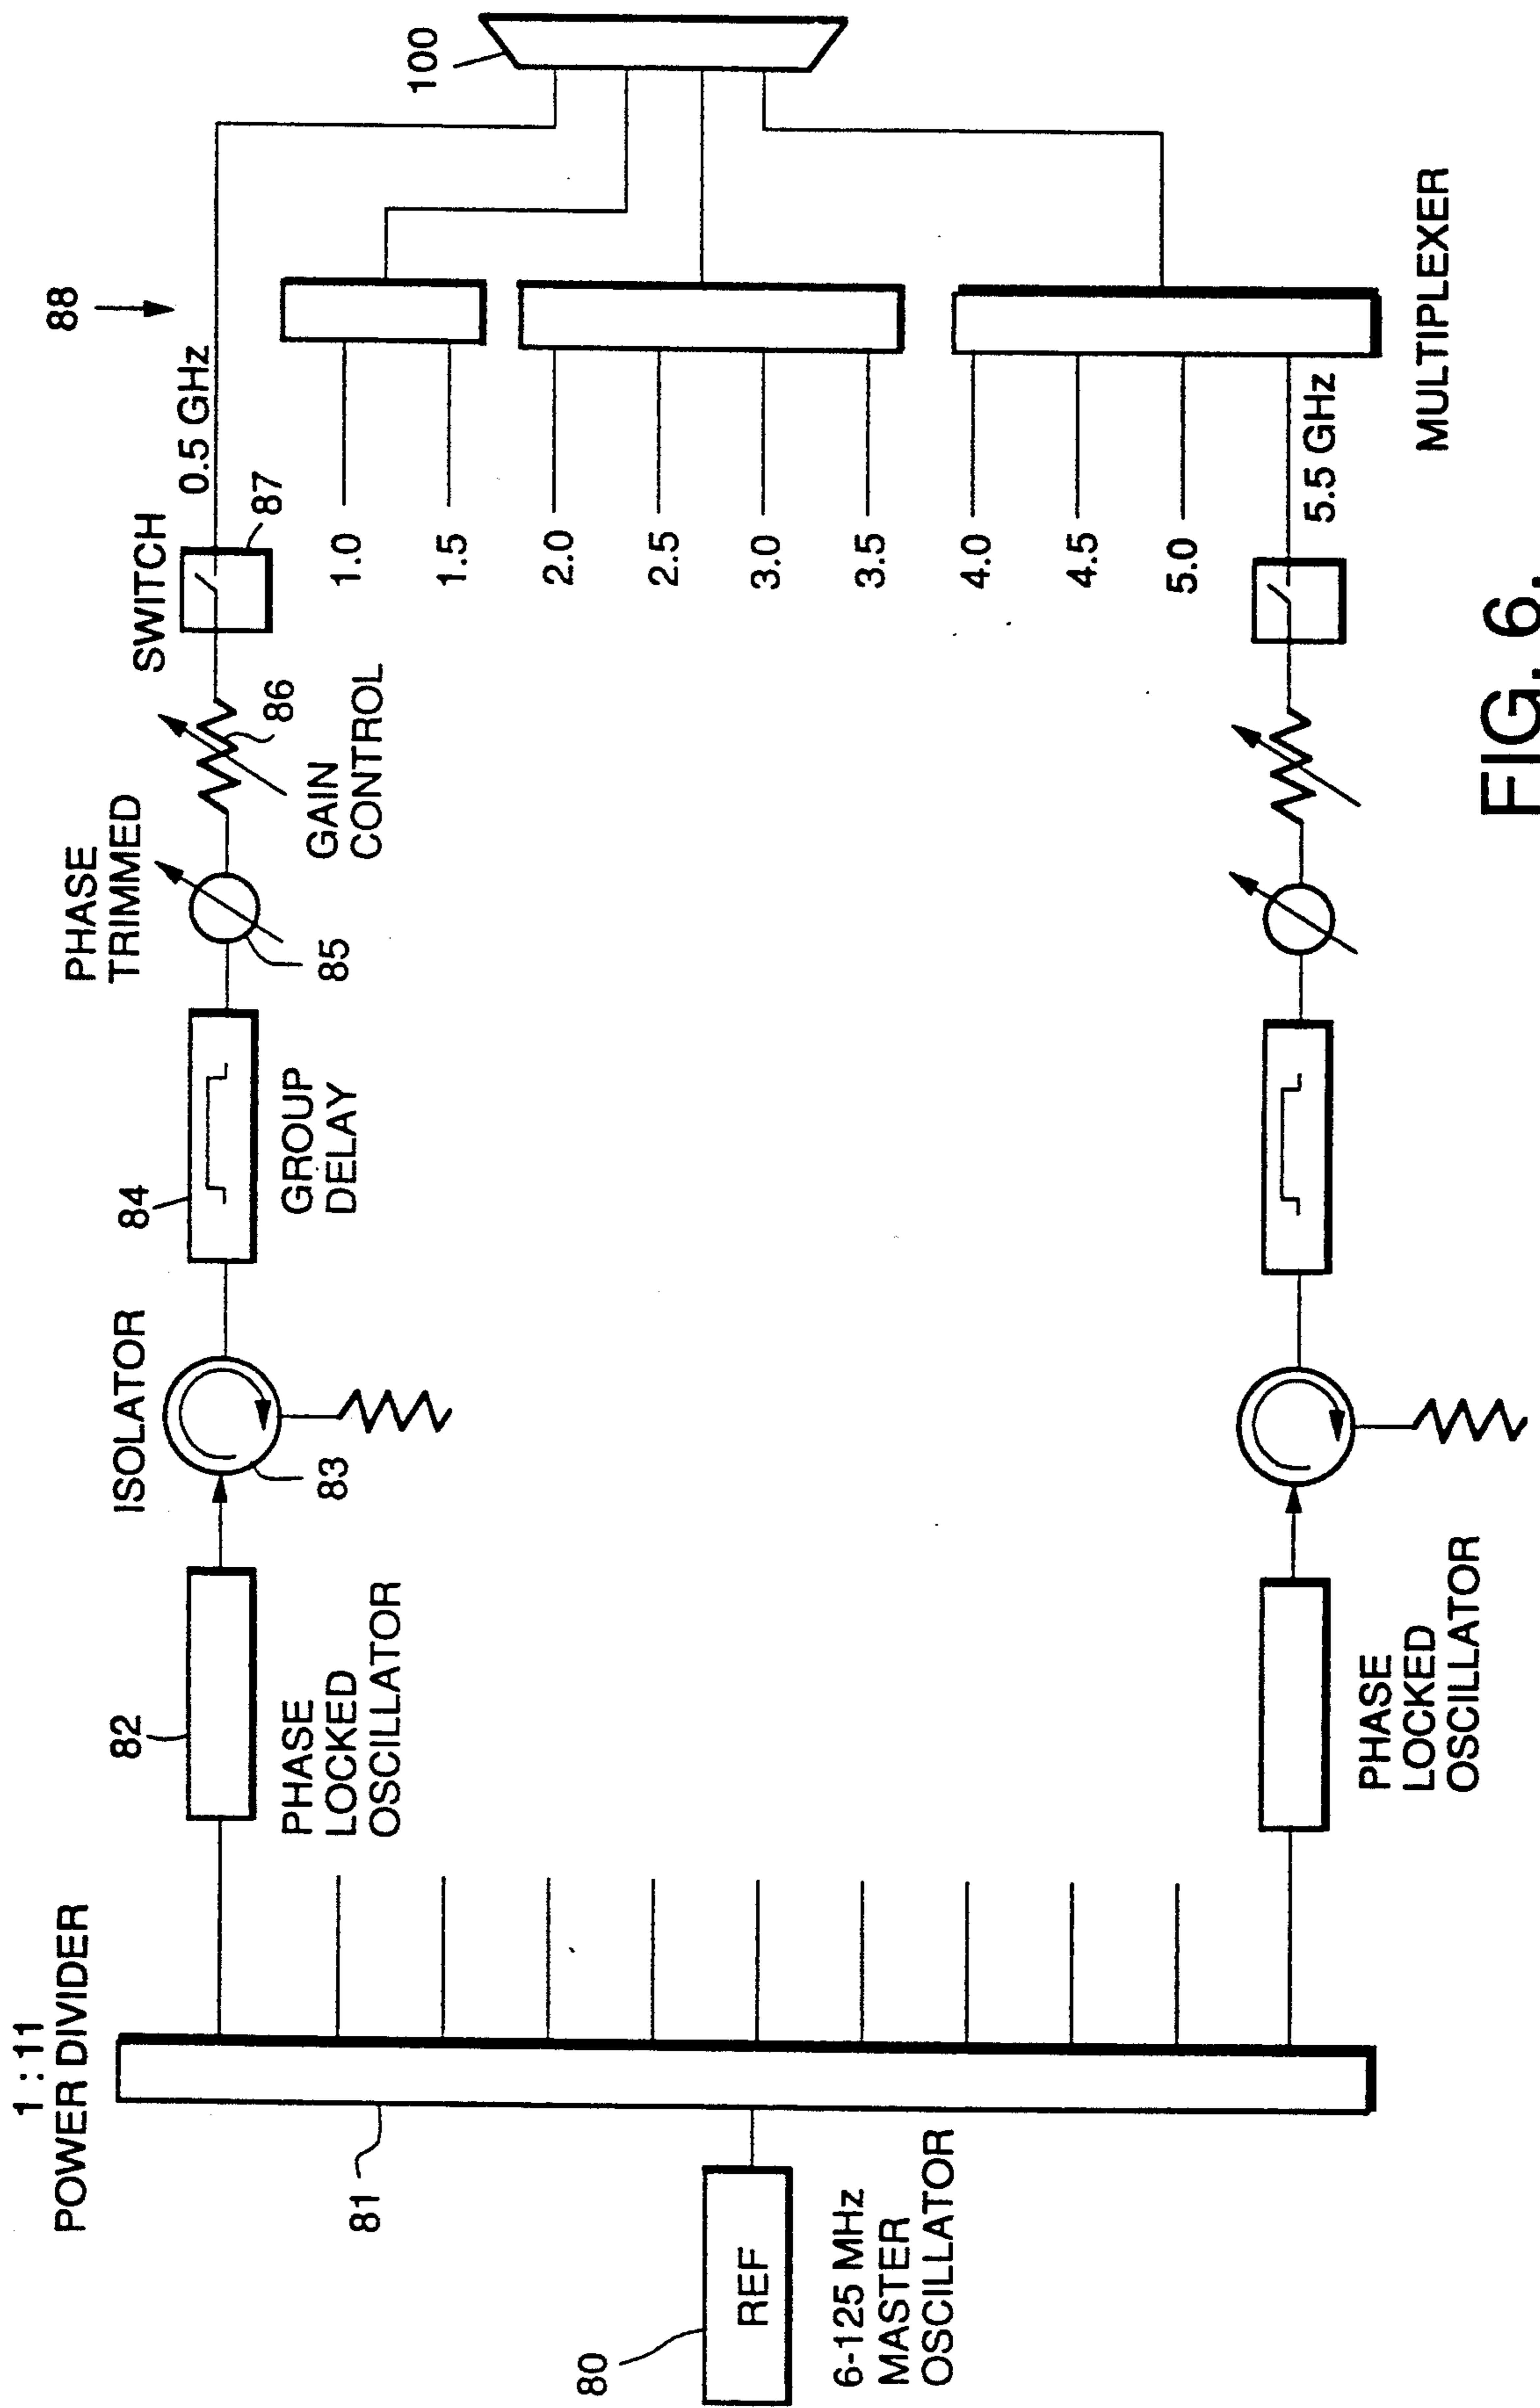 1 : 11
POWER DIVIDER
81
80
REF
6-125 MHz
MASTER
OSCILLATOR
82
PHASE
LOCKED
OSCILLATOR
ISOLATOR
83
84
GROUP
DELAY
PHASE
TRIMMED
85
86
GAIN
CONTROL
SWITCH
87
0.5 GHz
88
100
1.0
1.5
2.0
2.5
3.0
3.5
4.0
4.5
5.0
5.5 GHz
PHASE
LOCKED
OSCILLATOR
MULTIPLEXER
FIG. 6.